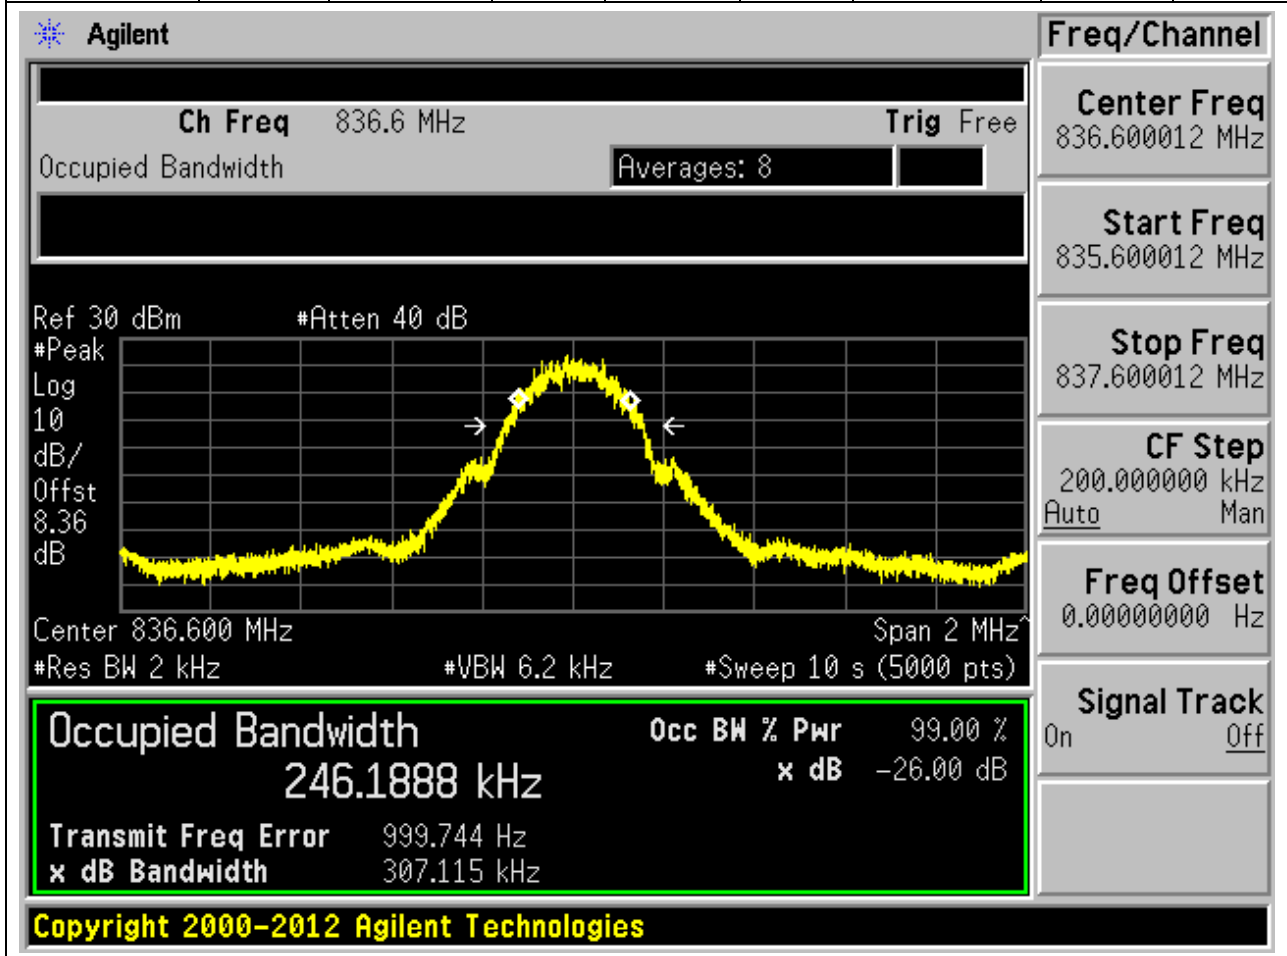 Agilent
Freq/Channel
Ch Freq 836.6 MHz Trig Free
Occupied Bandwidth Averages: 8
Center Freq
836.600012 MHz
Start Freq
835.600012 MHz
Stop Freq
837.600012 MHz
CF Step
200.000000 kHz
Auto Man
Freq Offset
0.00000000 Hz
Signal Track
On Off
Ref 30 dBm #Atten 40 dB
#Peak
Log
10
dB/
Offst
8.36
dB
Center 836.600 MHz Span 2 MHz^
#Res BW 2 kHz #VBW 6.2 kHz #Sweep 10 s (5000 pts)
Occupied Bandwidth Occ BW % Pwr 99.00 %
246.1888 kHz x dB -26.00 dB
Transmit Freq Error 999.744 Hz
x dB Bandwidth 307.115 kHz
Copyright 2000-2012 Agilent Technologies